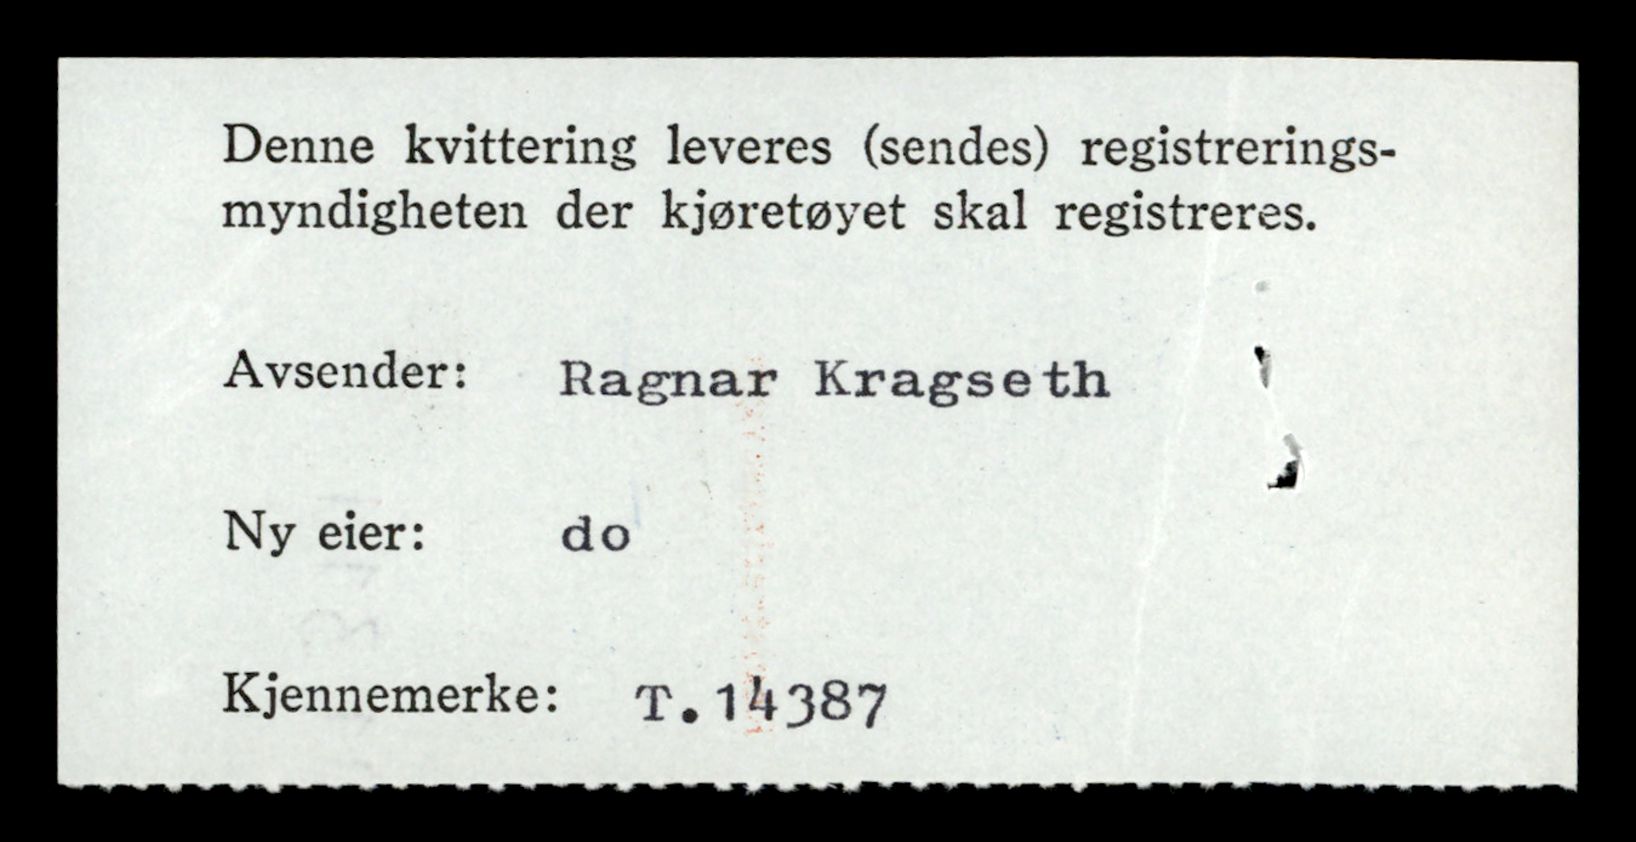 Denne kvittering leveres (sendes) registrerings-
myndigheten der kjøretøyet skal registreres.
Avsender: Ragnar Kragseth
Ny eier: do
Kjennemerke: T.14387